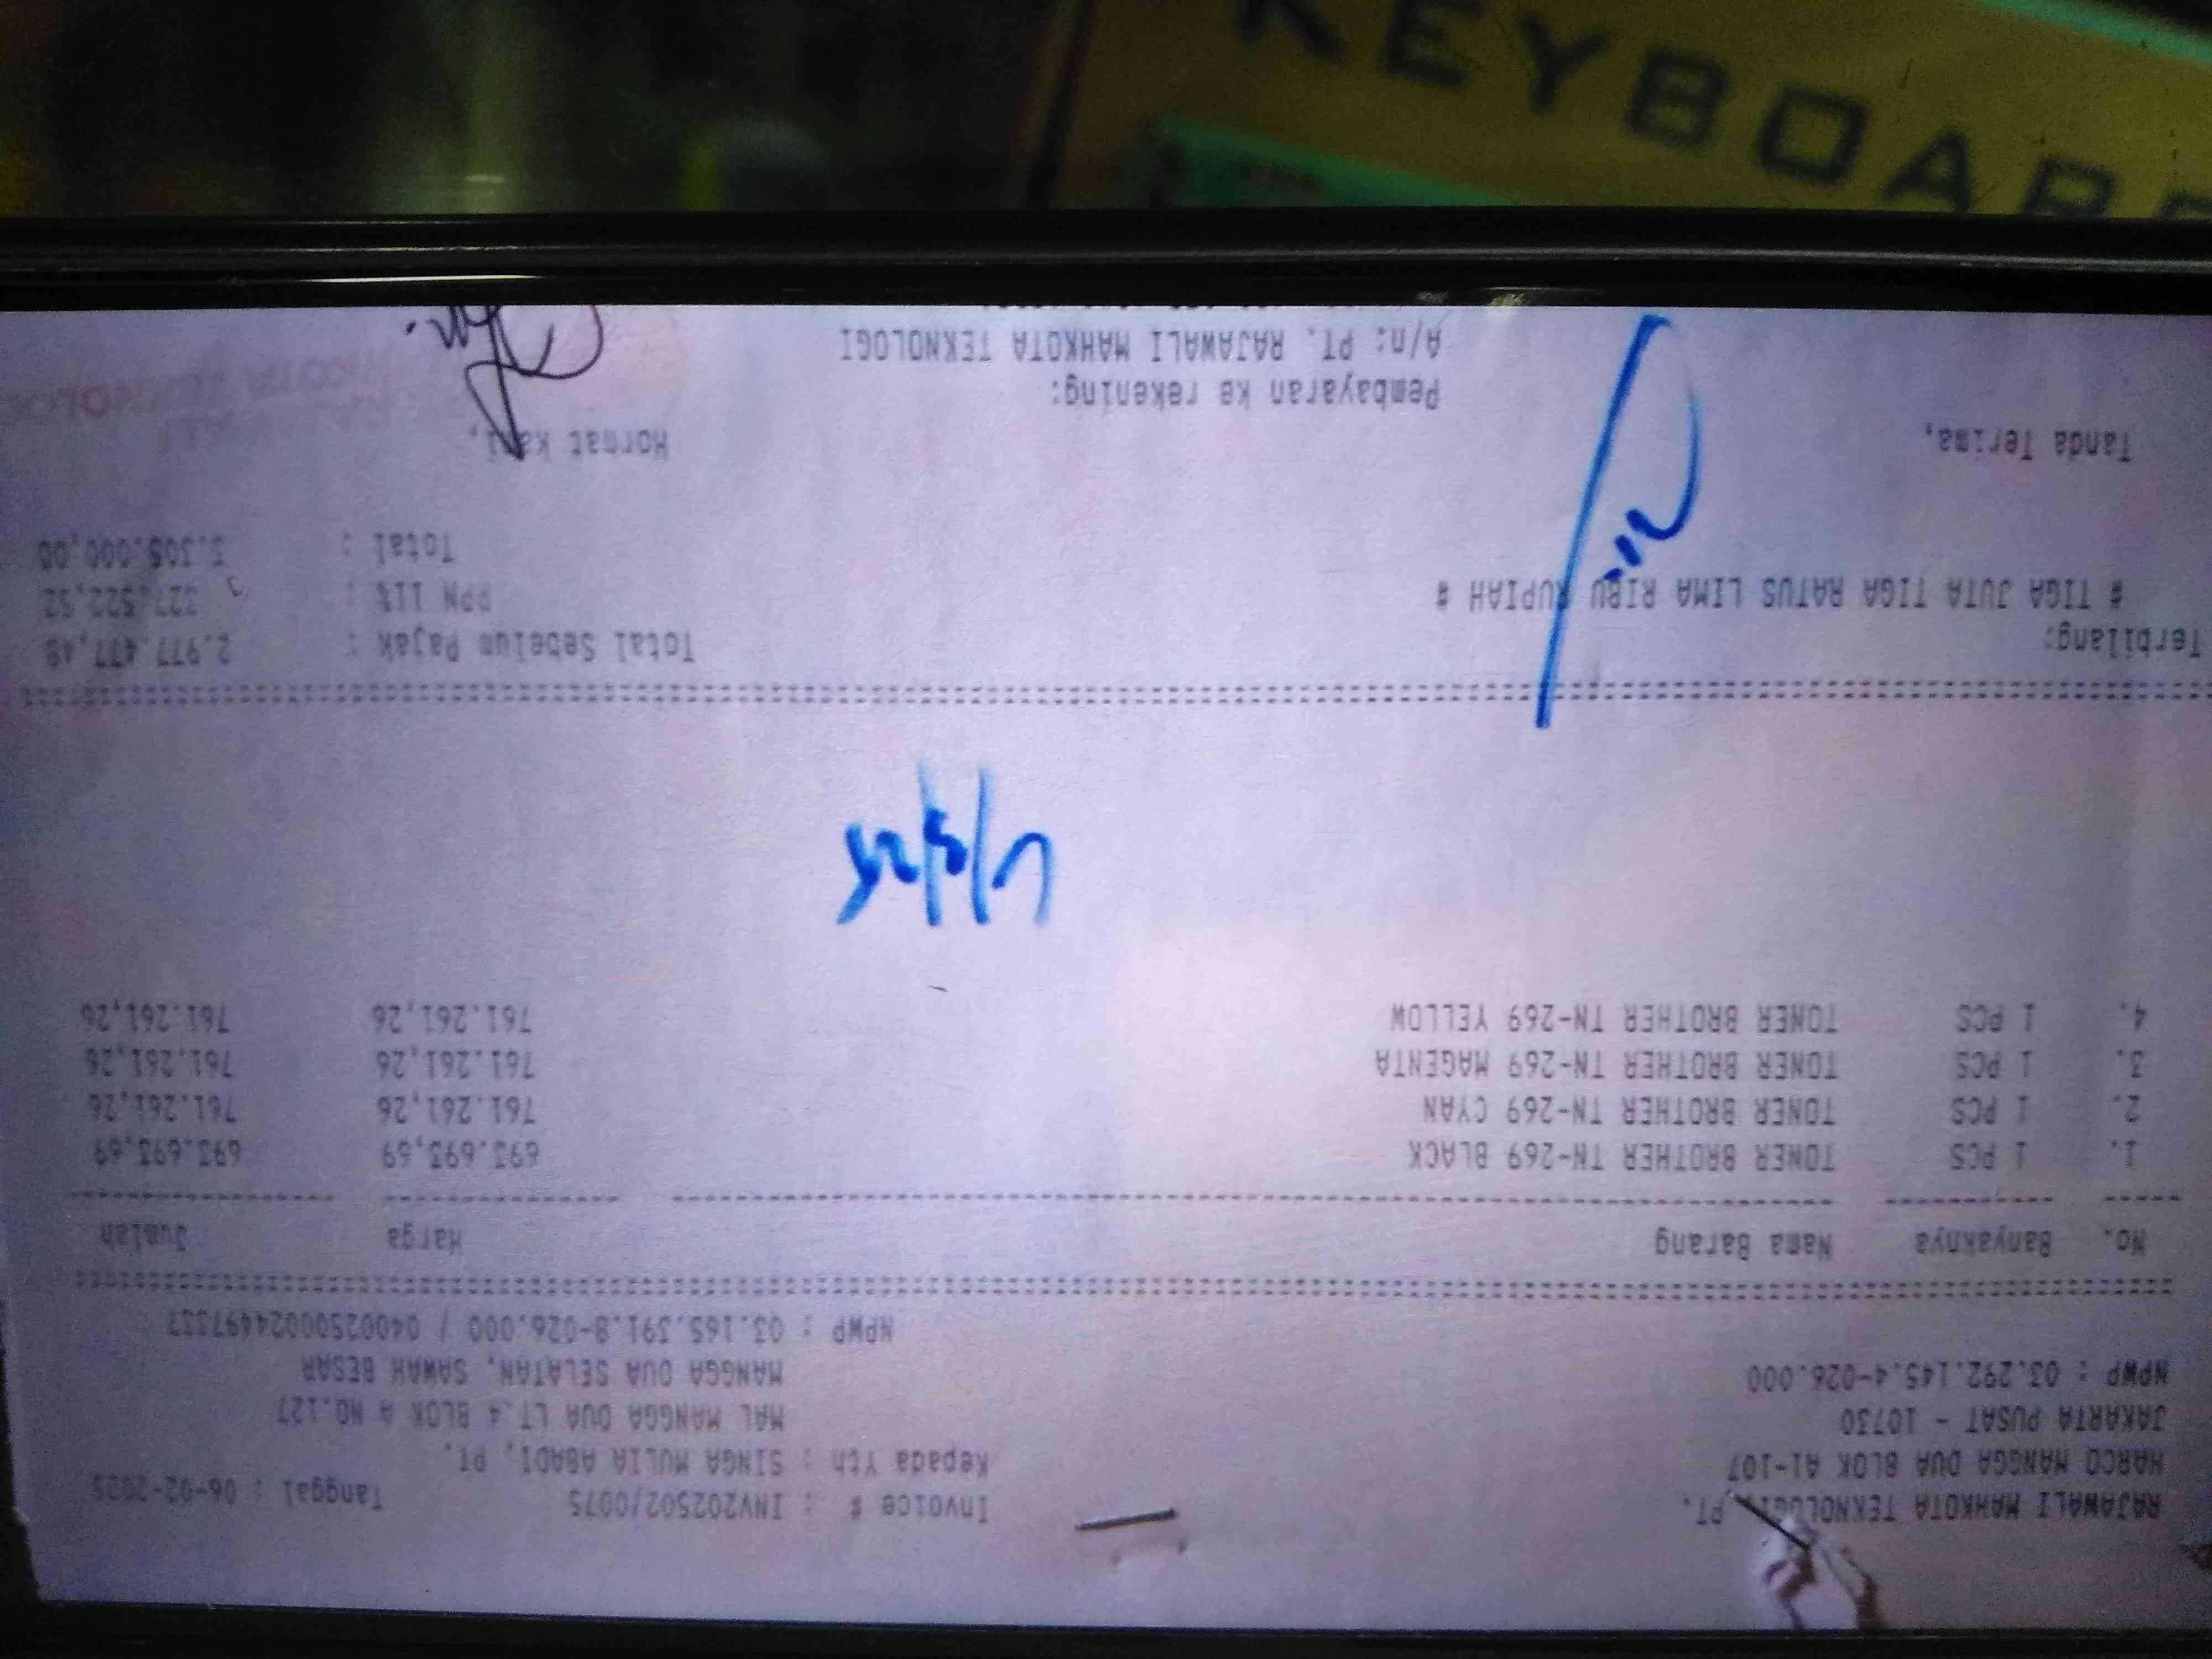 KEYBOARD
RAJAWALI MAHKOTA TEKNOLOGI, PT.
HARCO MANGGA DUA BLOK A1-107
JAKARTA PUSAT - 10730
NPWP : 03.292.145.4-026.000
Invoice # : INV202502/0075 Tanggal : 06-02-2025
Kepada Yth : SINGA MULIA ABADI, PT.
MAL MANGGA DUA LT.4 BLOK A NO.127
MANGGA DUA SELATAN, SAWAH BESAR
NPWP : 03.165.391.8-026.000 / 0400250002497337
No. Banyaknya Nama Barang Harga Jumlah
1. 1 PCS TONER BROTHER TN-269 BLACK 693.693,69 693.693,69
2. 1 PCS TONER BROTHER TN-269 CYAN 761.261,26 761.261,26
3. 1 PCS TONER BROTHER TN-269 MAGENTA 761.261,26 761.261,26
4. 1 PCS TONER BROTHER TN-269 YELLOW 761.261,26 761.261,26
Terbilang:
# TIGA JUTA TIGA RATUS LIMA RIBU RUPIAH #
Total Sebelum Pajak : 2.977.477,48
PPN 11% : 327.522,52
Total : 3.305.000,00
Tanda Terima,
Pembayaran ke rekening:
A/n: PT. RAJAWALI MAHKOTA TEKNOLOGI
Hormat Kami,